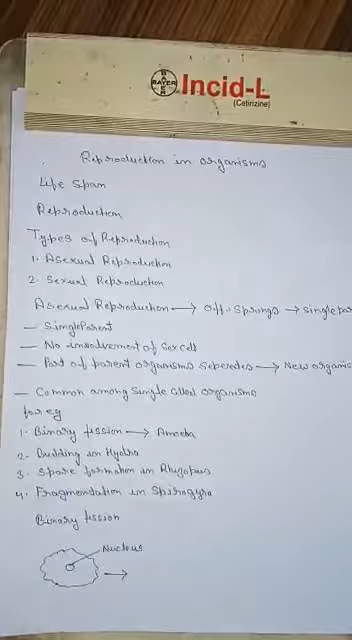 BAYER
BAYER
Incid-L
(Cetirizine)
Reproduction in organisms
Life Span
Reproduction
Types of Reproduction
1. Asexual Reproduction
2. Sexual Reproduction
Asexual Reproduction → Off-Springs → single par
— Single Parent
— No involvement of Sex cell
— Part of parent organisms seberedes → New organis
— Common among Single celled organisms
for eg
1. Binary fission → Amoeba
2. Budding in Hydra
3. Spore formation in Rhizopus
4. Fragmentation in Spirogyra
Binary fission
Nucleus